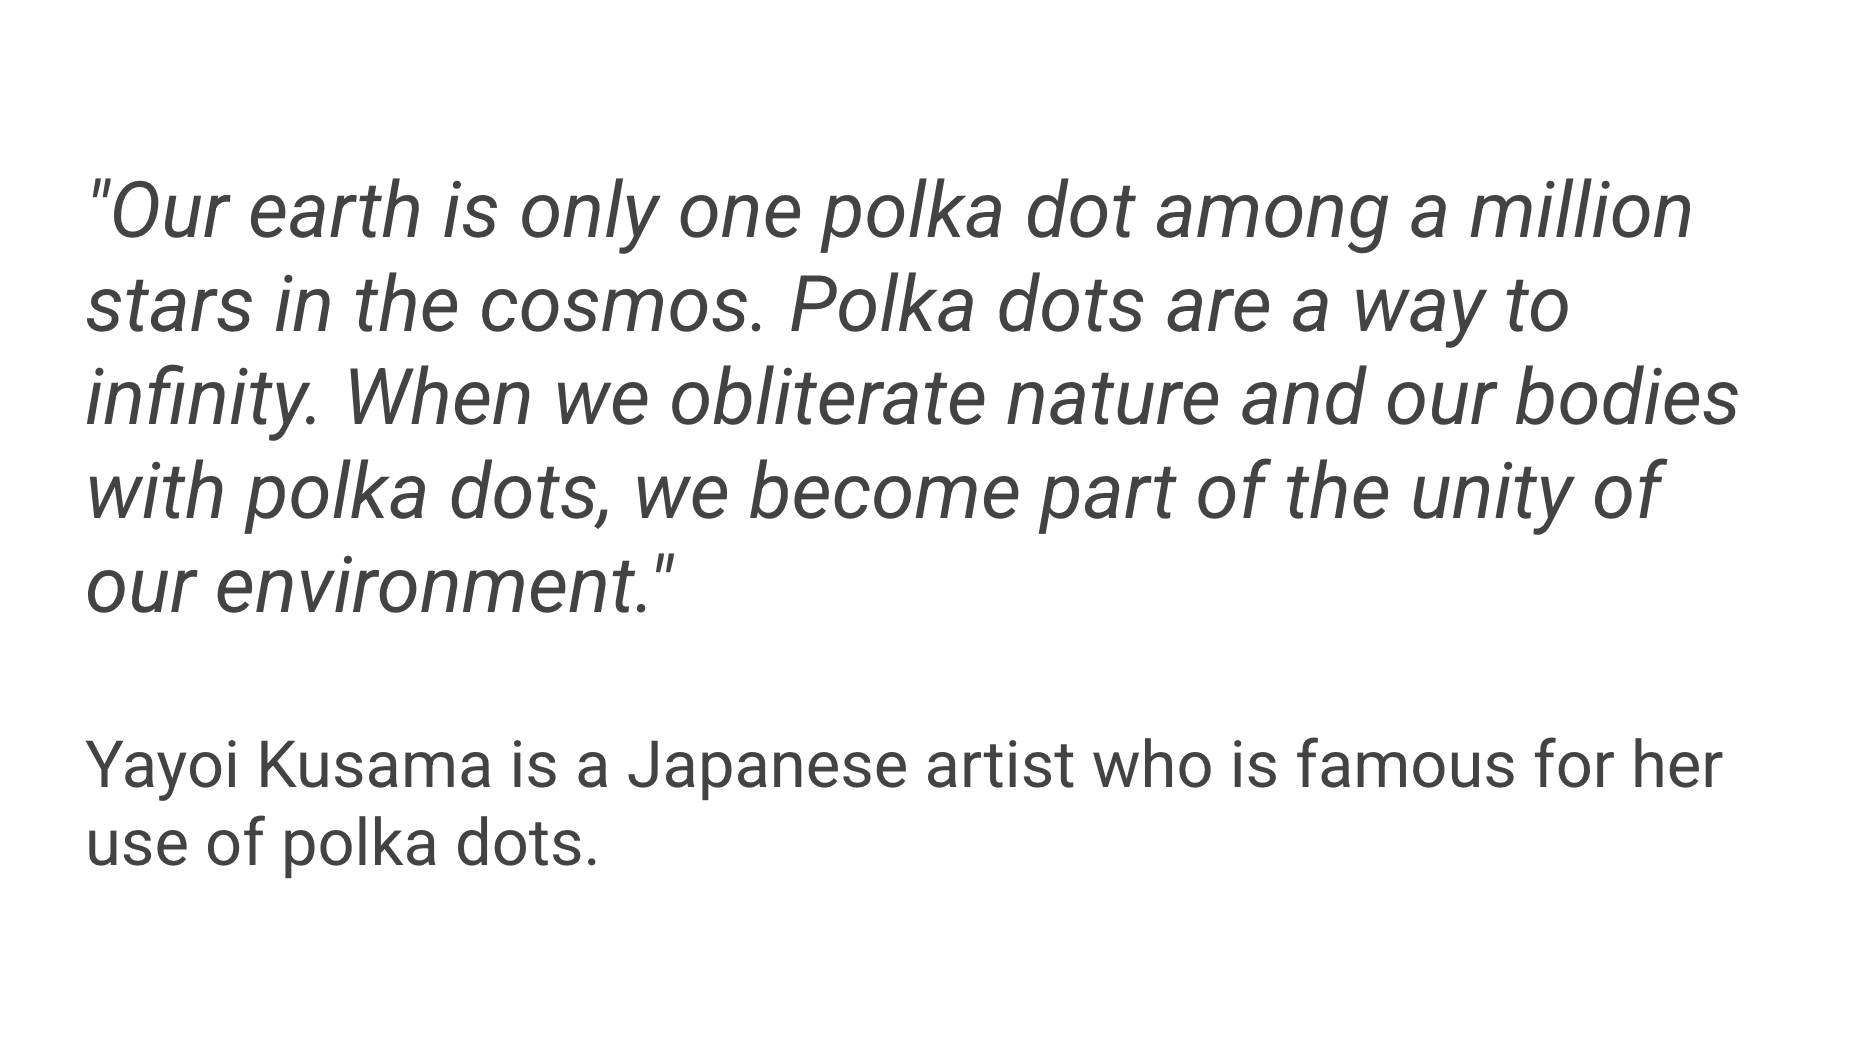 "Our earth is only one polka dot among a million
stars in the cosmos. Polka dots are a way to
infinity. When we obliterate nature and our bodies
with polka dots, we become part of the unity of
our environment."
Yayoi Kusama is a Japanese artist who is famous for her
use of polka dots.